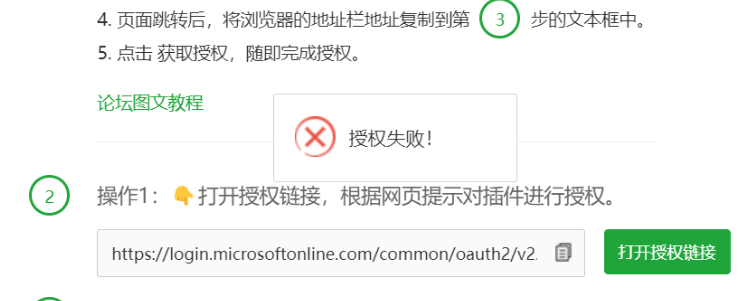 4. 页面跳转后，将浏览器的地址栏地址复制到第 3 步的文本框中。
5. 点击 获取授权，随即完成授权。
论坛图文教程
授权失败！
2 操作1：👇打开授权链接，根据网页提示对插件进行授权。
https://login.microsoftonline.com/common/oauth2/v2. 打开授权链接